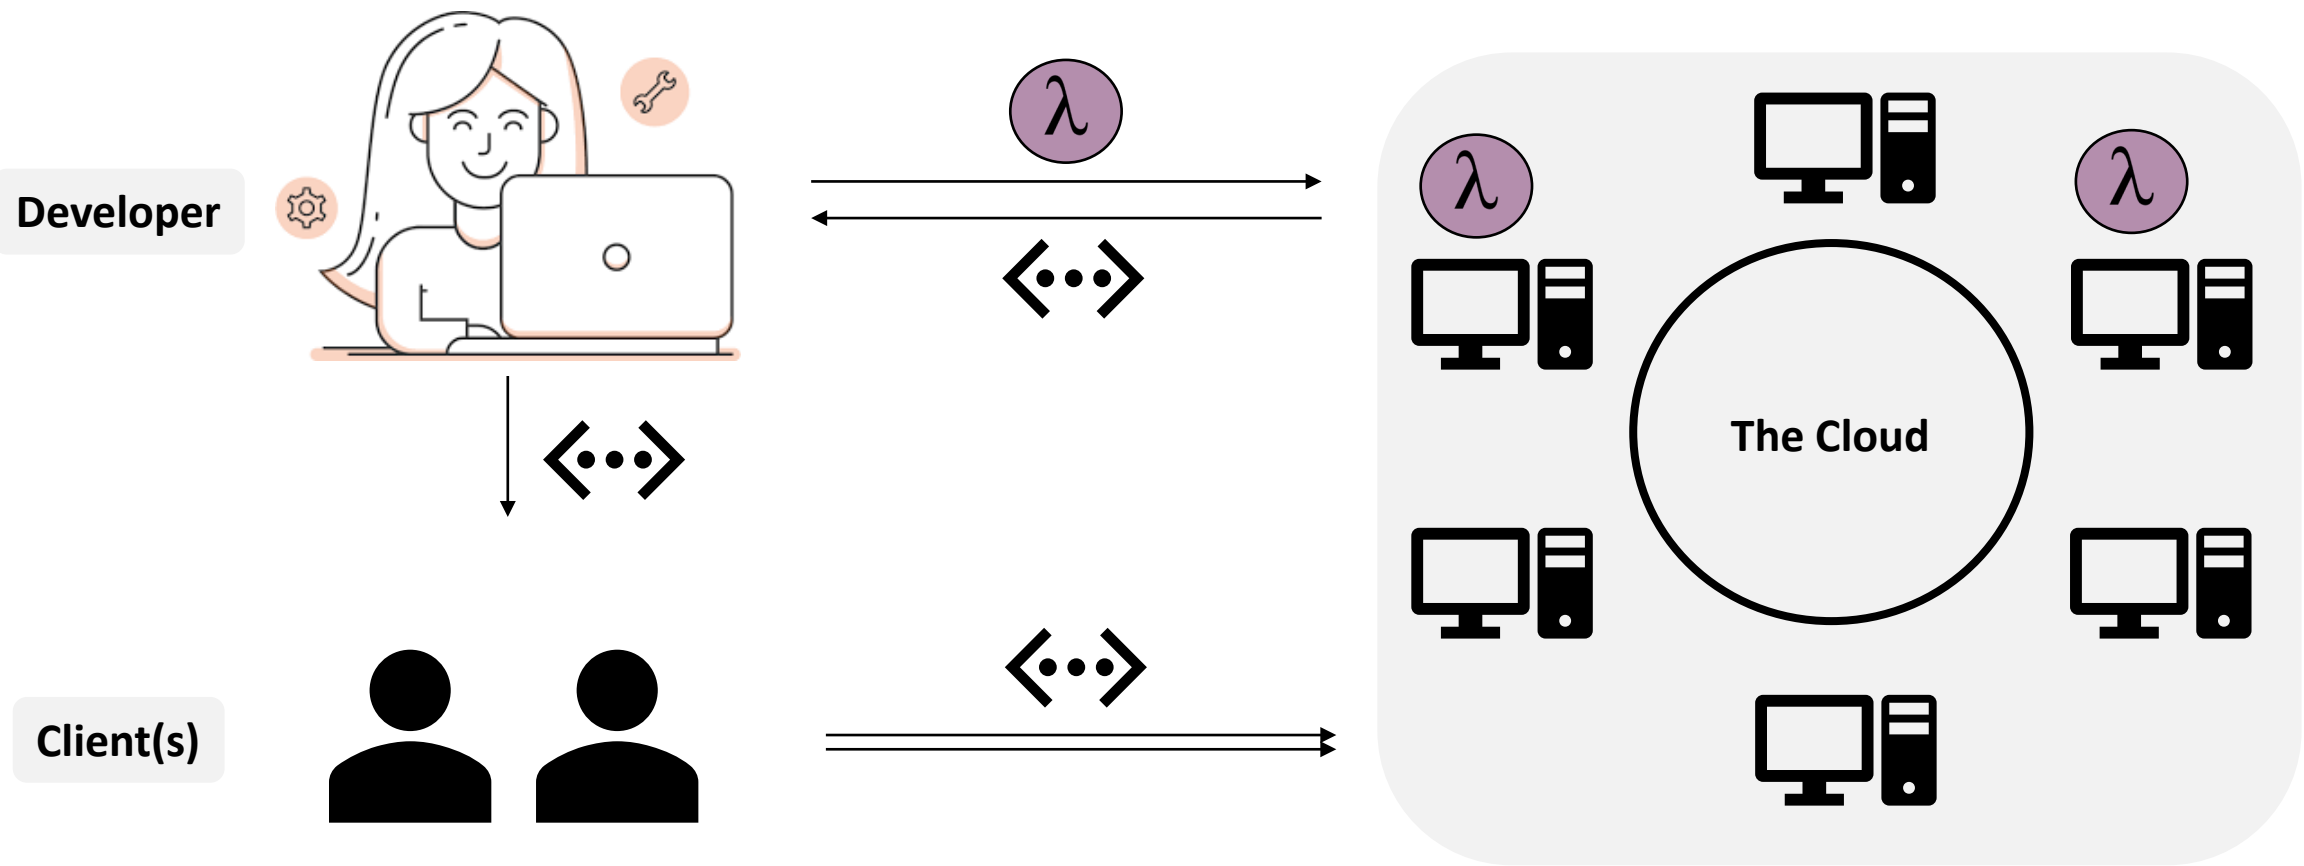 λ
λ
λ
Developer
The Cloud
Client(s)